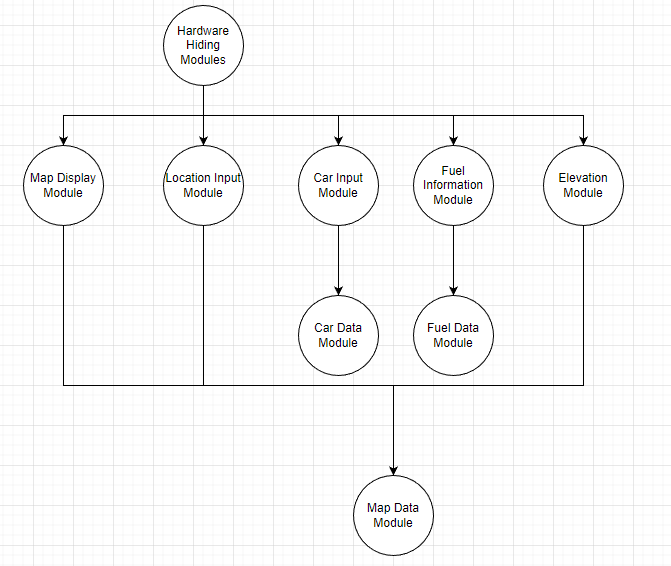 Hardware
Hiding
Modules
Map Display
Module
Location Input
Module
Car Input
Module
Fuel
Information
Module
Elevation
Module
Car Data
Module
Fuel Data
Module
Map Data
Module